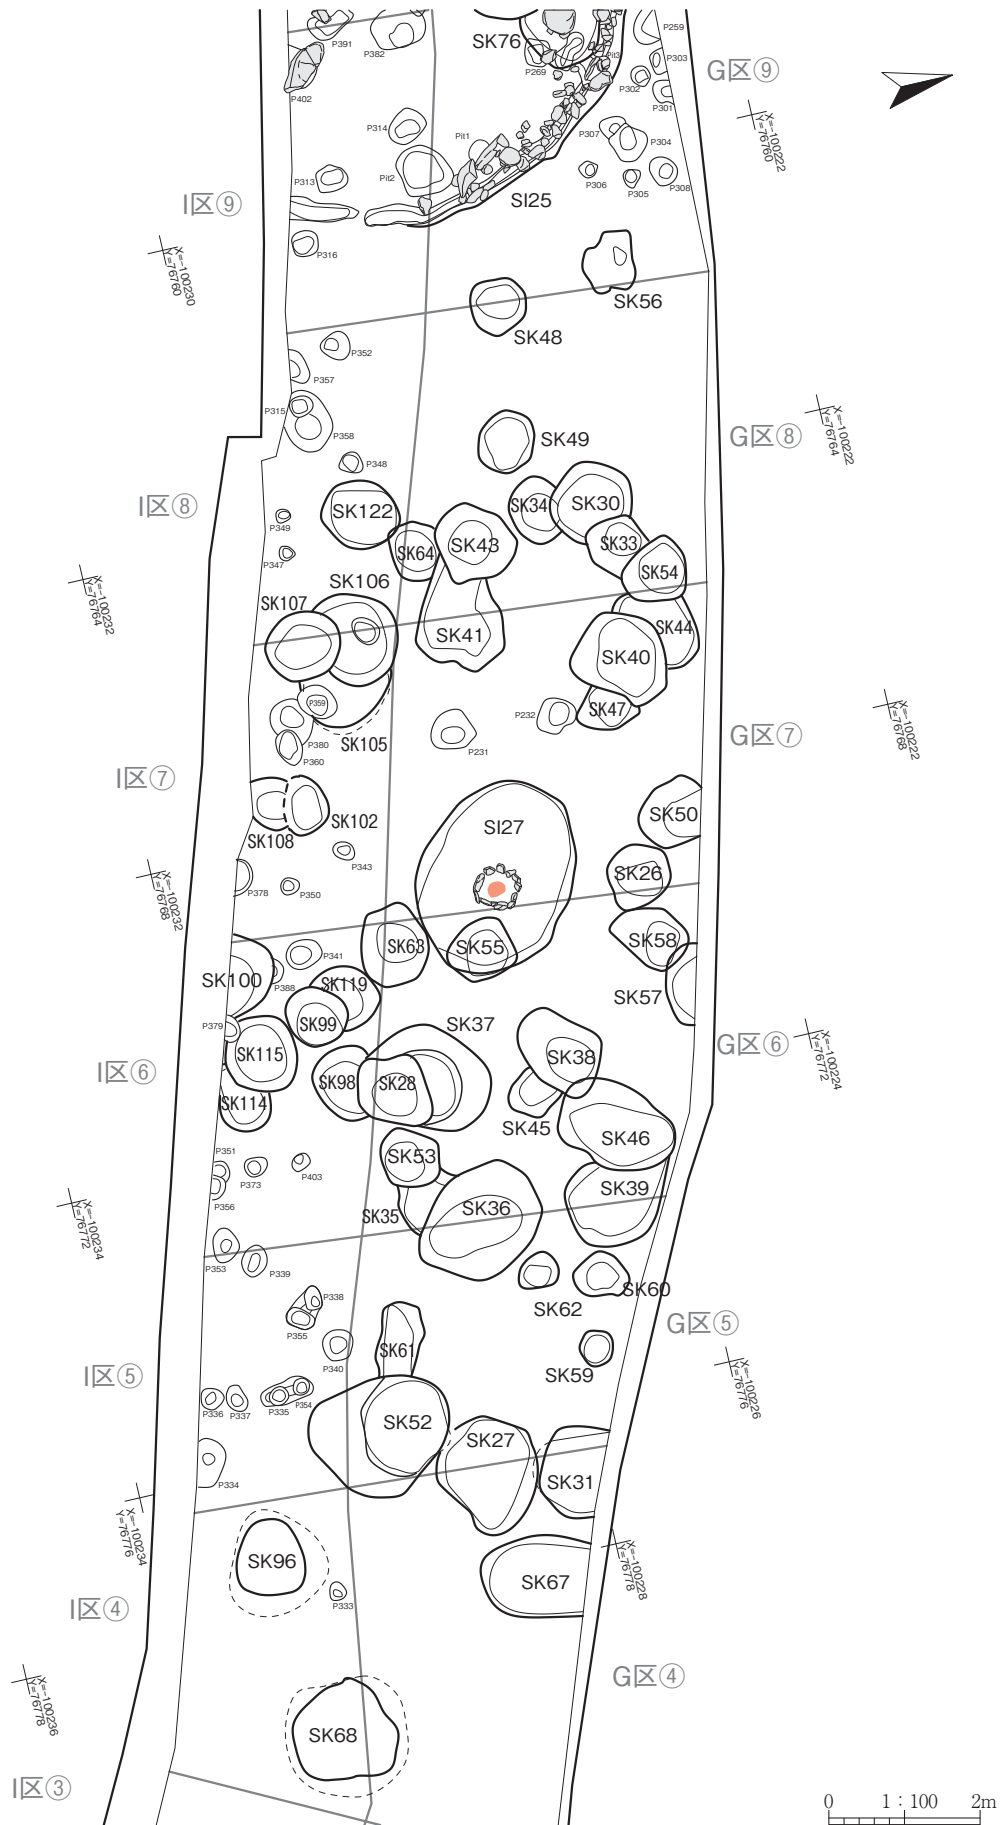 P391
P382
SK76
P259
P269
Pit3
P303
P302
P301
P402
G区⑨
X=-100222
Y=76760
P314
Pit1
P307
P304
Pit2
P313
P306
P305
P308
I区⑨
SI25
P316
X=-100230
Y=76760
SK56
SK48
P352
P357
P315
P358
X=-100222
Y=76764
SK49
G区⑧
P348
I区⑧
SK122
SK34
SK30
P349
SK64
SK43
SK33
P347
SK54
X=-100232
Y=76764
SK106
SK107
SK41
SK44
SK40
P359
SK47
P232
X=-100222
Y=76768
P380
SK105
P231
G区⑦
P360
I区⑦
SK102
SK50
SI27
SK108
P343
X=-100232
Y=76768
P378
P350
SK26
SK63
SK55
SK58
P341
SK100
P388
SK119
SK57
P379
SK99
SK37
G区⑥
X=-100224
Y=76772
SK115
SK38
I区⑥
SK98
SK28
SK114
SK45
SK46
P351
P373
P403
SK53
P356
SK35
SK36
SK39
X=-100234
Y=76772
P353
P339
P338
SK62
SK60
P355
G区⑤
P340
SK61
SK59
X=-100226
Y=76776
I区⑤
P336
P337
P335
P354
SK52
SK27
SK31
P334
X=-100234
Y=76776
SK96
X=-100228
Y=76778
SK67
P333
I区④
G区④
X=-100236
Y=76778
SK68
I区③
0 1：100 2m